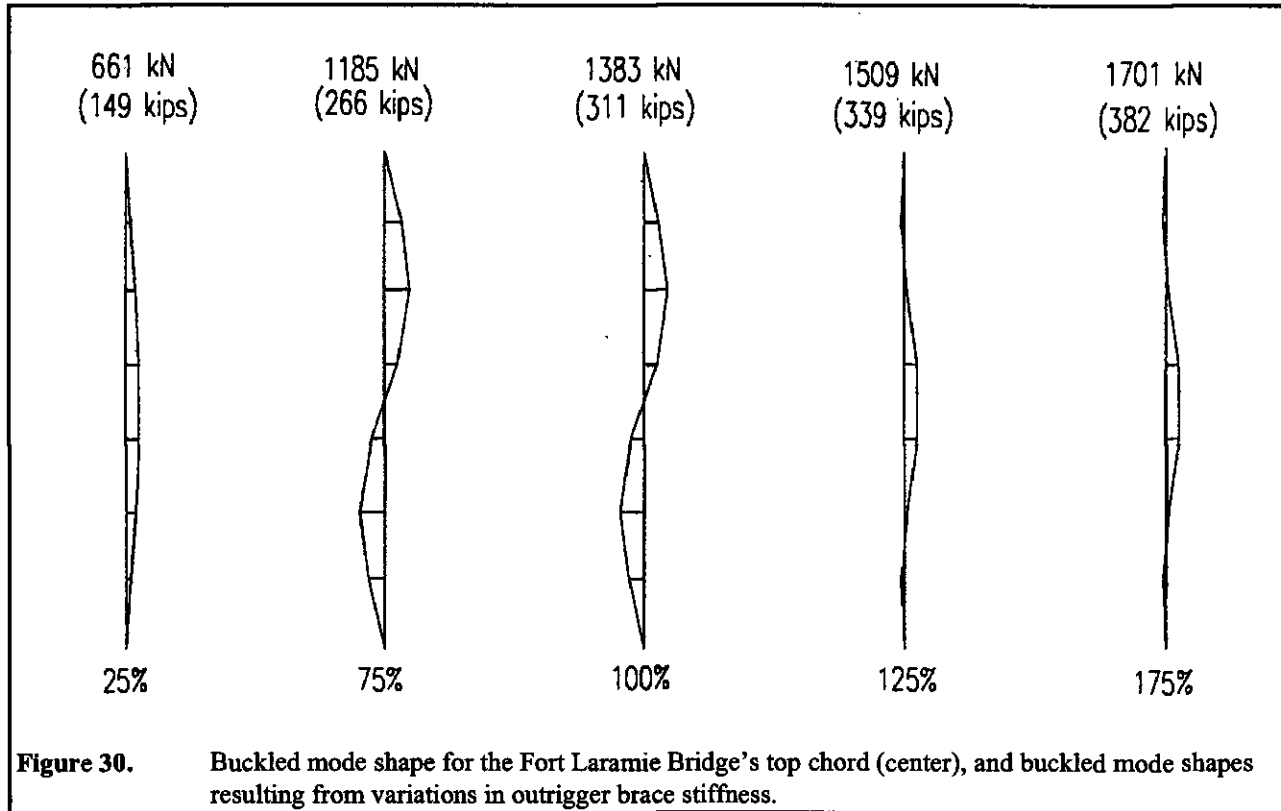 661 kN
(149 kips)
1185 kN
(266 kips)
1383 kN
(311 kips)
1509 kN
(339 kips)
1701 kN
(382 kips)
25%
75%
100%
125%
175%
Figure 30. Buckled mode shape for the Fort Laramie Bridge's top chord (center), and buckled mode shapes
resulting from variations in outrigger brace stiffness.